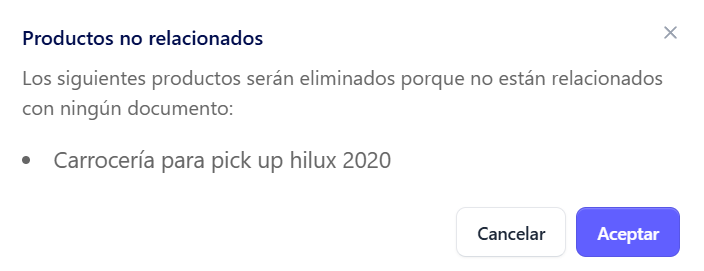 Productos no relacionados
Los siguientes productos serán eliminados porque no están relacionados
con ningún documento:
• Carrocería para pick up hilux 2020
Cancelar Aceptar